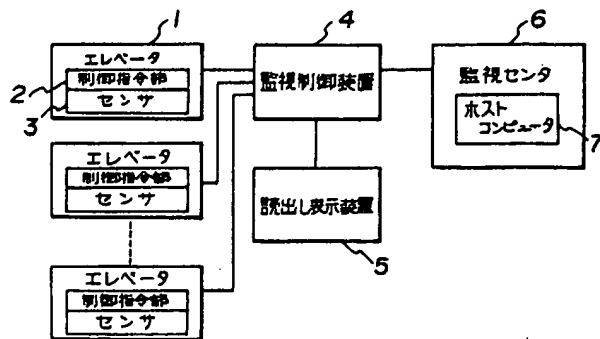 1
エレベータ
2
制御指令部
3
センサ
4
監視制御装置
6
監視センタ
ホスト
コンピュータ
7
エレベータ
制御指令部
センサ
読出し表示装置
5
エレベータ
制御指令部
センサ